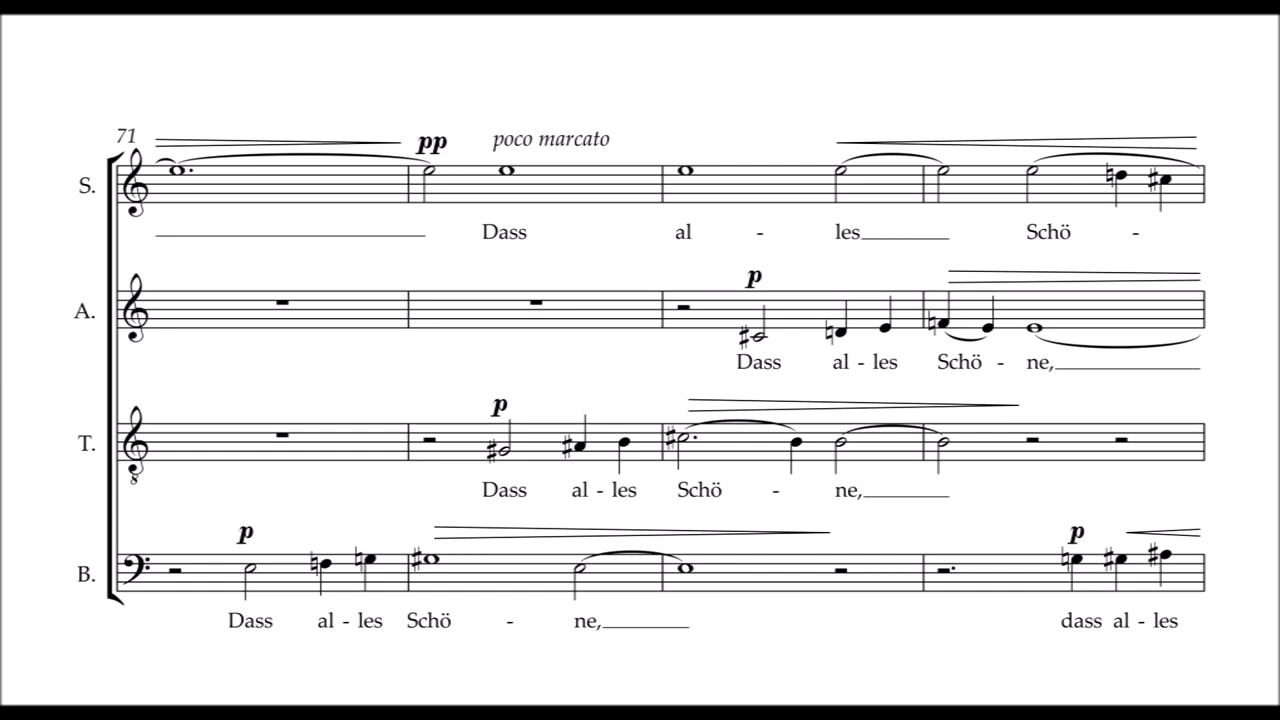 71 pp poco marcato
S.
Dass al - les Schö -
p
A.
Dass al - les Schö - ne,
p
T.
Dass al - les Schö - ne,
8
p p
B.
Dass al - les Schö - ne, dass al - les